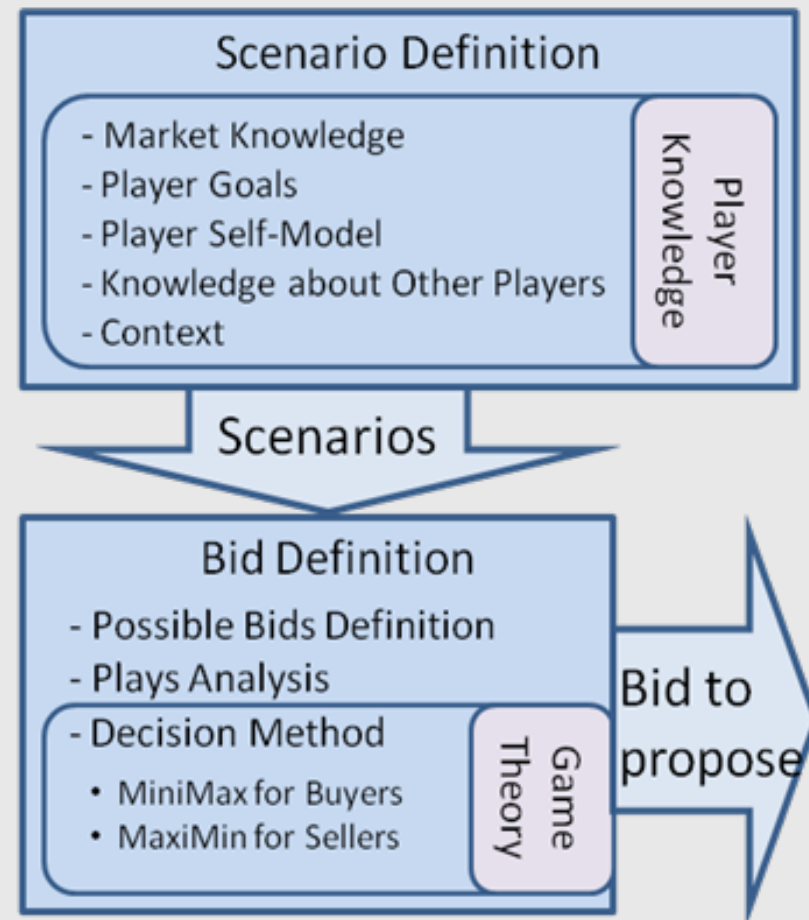 Scenario Definition
- Market Knowledge
- Player Goals
- Player Self-Model
- Knowledge about Other Players
- Context
Player
Knowledge
Scenarios
Bid Definition
- Possible Bids Definition
- Plays Analysis
- Decision Method
• MiniMax for Buyers
• MaxiMin for Sellers
Game
Theory
Bid to
propose